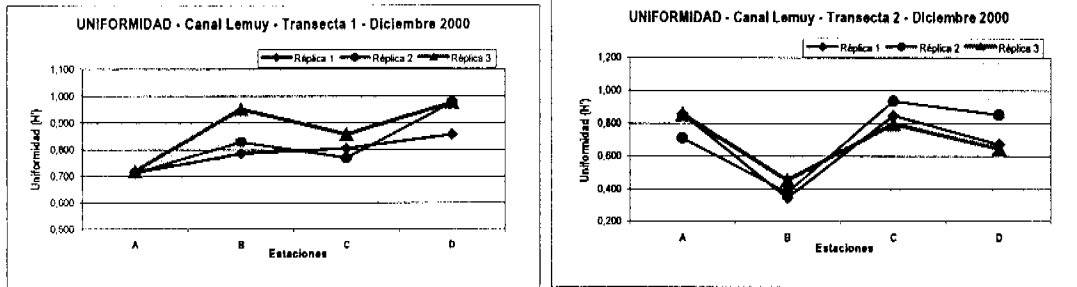 UNIFORMIDAD - Canal Lemuy - Transecta 1 - Diciembre 2000
Réplica 1 Réplica 2 Réplica 3
1,100
1,000
0,900
0,800
0,700
0,600
0,500
Uniformidad (H')
A B C D
Estaciones
UNIFORMIDAD - Canal Lemuy - Transecta 2 - Diciembre 2000
Réplica 1 Réplica 2 Réplica 3
1,200
1,000
0,800
0,600
0,400
0,200
Uniformidad (H')
A B C D
Estaciones